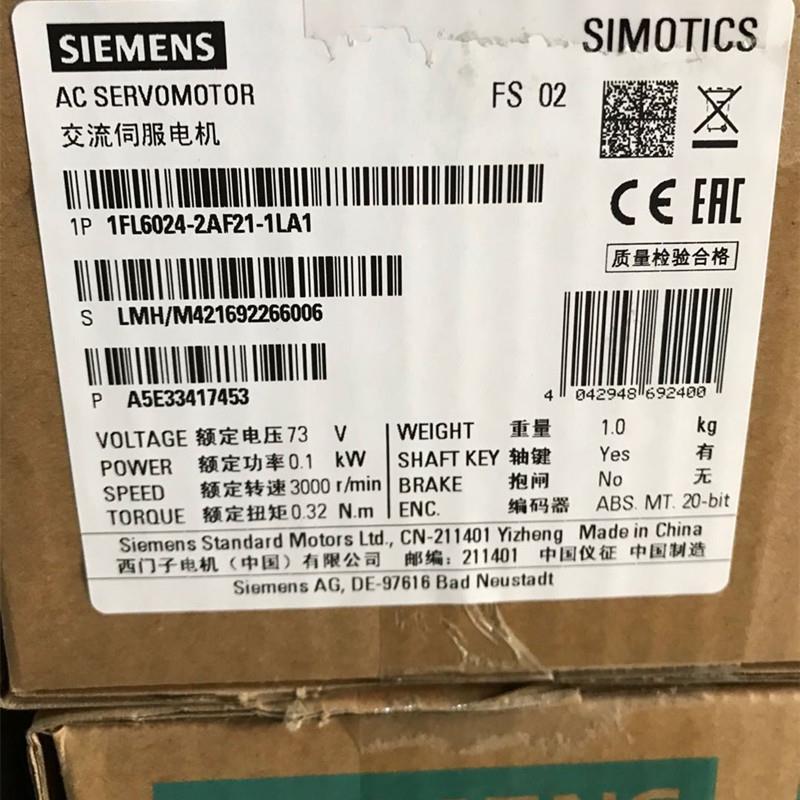 SIEMENS
SIMOTICS
AC SERVOMOTOR
FS 02
交流伺服电机
1P 1FL6024-2AF21-1LA1
CE EAC
质量检验合格
S LMH/M421692266006
P A5E33417453
4 042948 692400
VOLTAGE 额定电压 73 V
POWER 额定功率 0.1 kW
SPEED 额定转速 3000 r/min
TORQUE 额定扭矩 0.32 N.m
WEIGHT 重量 1.0 kg
SHAFT KEY 轴键 Yes 有
BRAKE 抱闸 No 无
ENC. 编码器 ABS. MT. 20-bit
Siemens Standard Motors Ltd., CN-211401 Yizheng Made in China
西门子电机（中国）有限公司 邮编：211401 中国仪征 中国制造
Siemens AG, DE-97616 Bad Neustadt